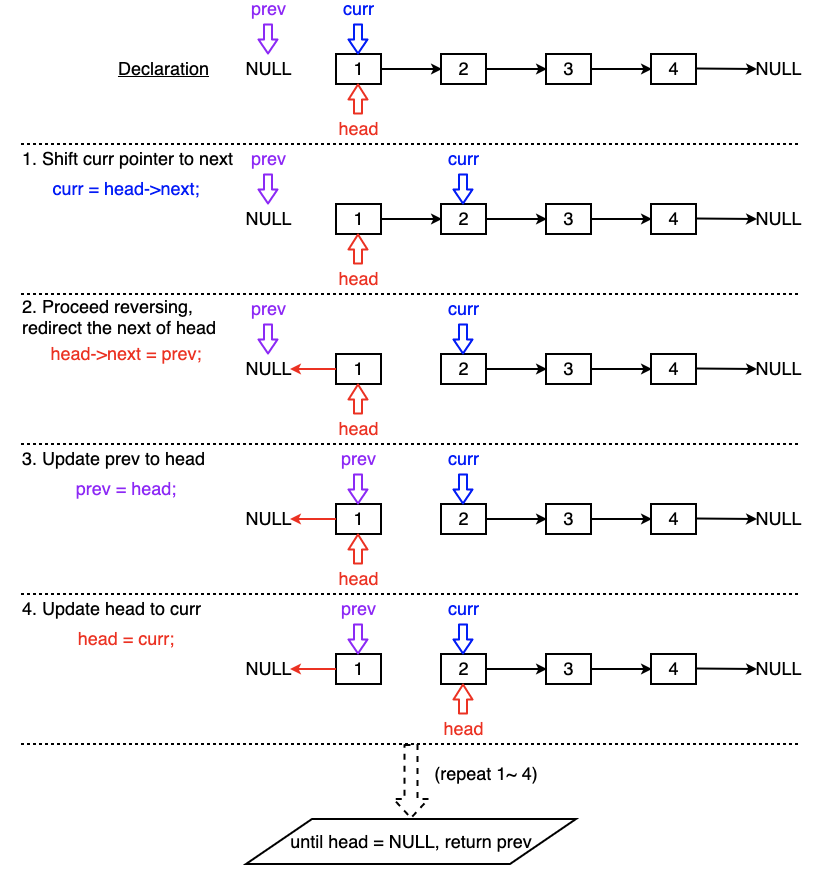 prev curr
Declaration NULL 1 2 3 4 NULL
head
1. Shift curr pointer to next prev curr
curr = head->next;
NULL 1 2 3 4 NULL
head
2. Proceed reversing, prev curr
redirect the next of head
head->next = prev;
NULL 1 2 3 4 NULL
head
3. Update prev to head prev curr
prev = head;
NULL 1 2 3 4 NULL
head
4. Update head to curr prev curr
head = curr;
NULL 1 2 3 4 NULL
head
(repeat 1~ 4)
until head = NULL, return prev